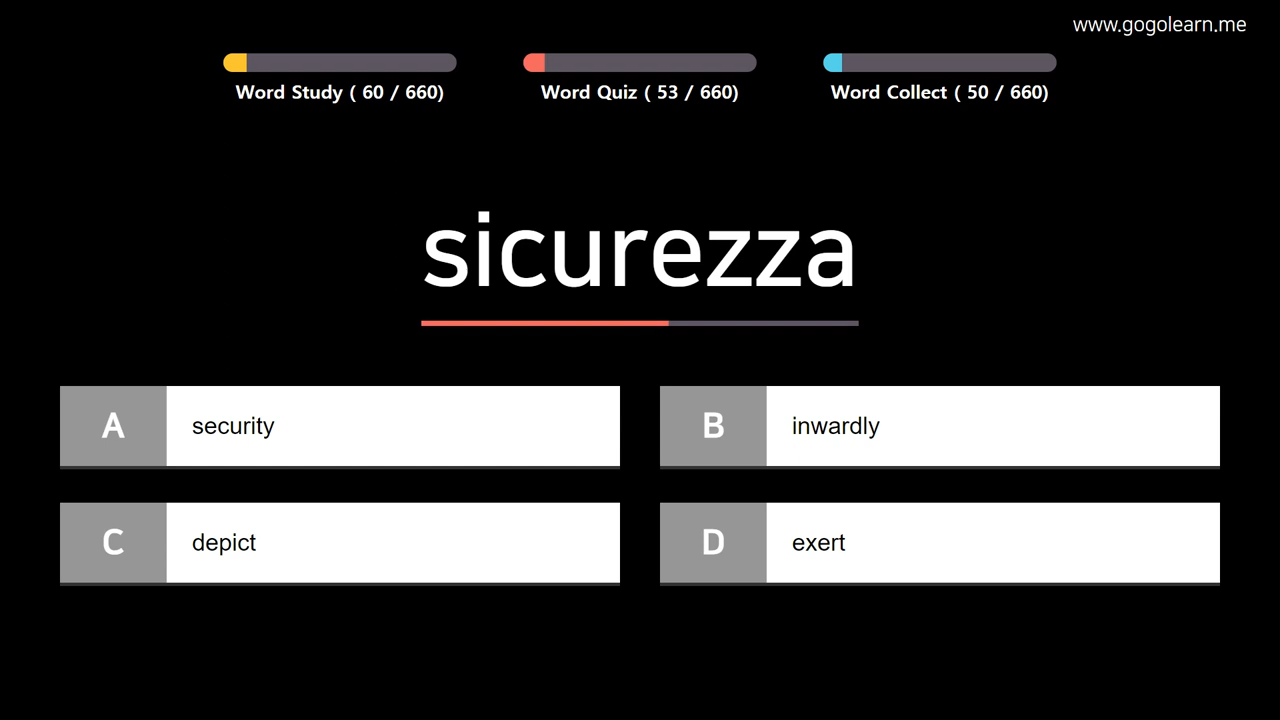 www.gogolearn.me
Word Study ( 60 / 660)
Word Quiz ( 53 / 660)
Word Collect ( 50 / 660)
sicurezza
A security
B inwardly
C depict
D exert